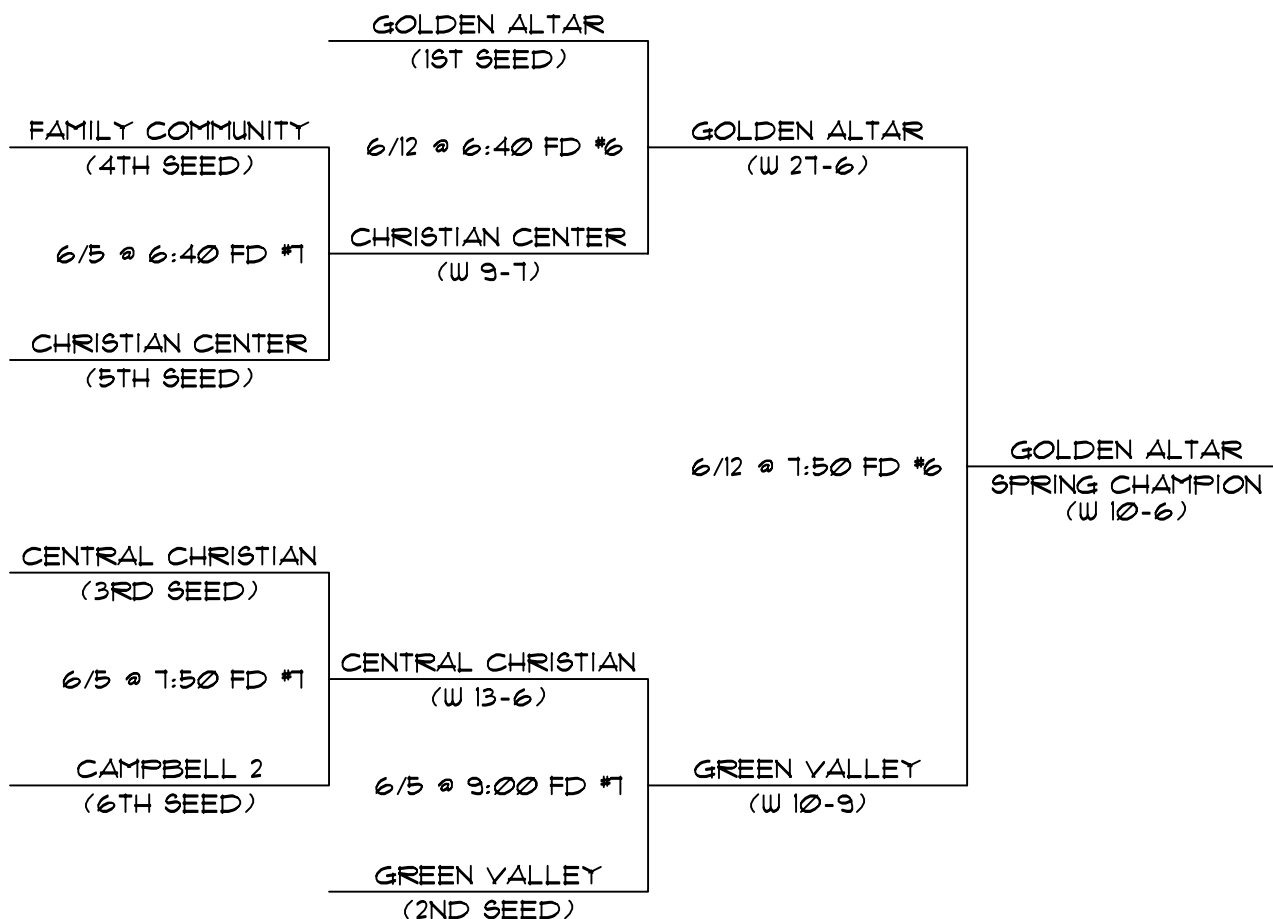 GOLDEN ALTAR
(1ST SEED)
FAMILY COMMUNITY
(4TH SEED)
6/12 @ 6:40 FD #6
GOLDEN ALTAR
(W 27-6)
6/5 @ 6:40 FD #7
CHRISTIAN CENTER
(W 9-7)
CHRISTIAN CENTER
(5TH SEED)
6/12 @ 7:50 FD #6
GOLDEN ALTAR
SPRING CHAMPION
(W 10-6)
CENTRAL CHRISTIAN
(3RD SEED)
6/5 @ 7:50 FD #7
CENTRAL CHRISTIAN
(W 13-6)
CAMPBELL 2
(6TH SEED)
6/5 @ 9:00 FD #7
GREEN VALLEY
(W 10-9)
GREEN VALLEY
(2ND SEED)